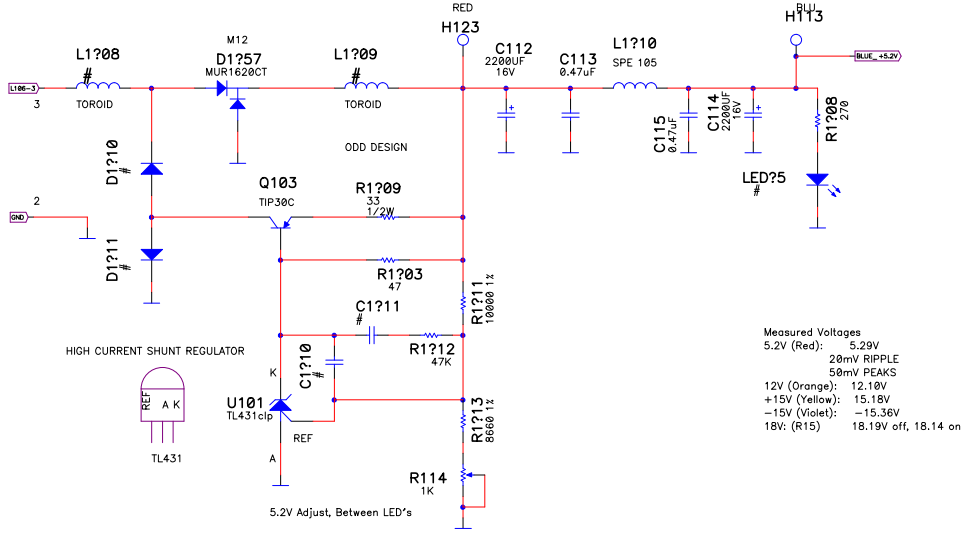 RED
H123
BLU
H113
BLUE_+5.2V
L1?08
#
TOROID
L106-3
3
M12
D1?57
MUR1620CT
L1?09
#
TOROID
C112
2200UF
16V
C113
0.47uF
L1?10
SPE 105
C115
0.47uF
C114
2200UF
16V
R1?08
270
LED?5
#
ODD DESIGN
D1?10
#
GND
2
D1?11
#
Q103
TIP30C
R1?09
33
1/2W
R1?03
47
R1?11
10000 1%
C1?11
#
R1?12
47K
C1?10
#
HIGH CURRENT SHUNT REGULATOR
REF
A K
TL431
K
U101
TL431clp
REF
A
R1?13
8660 1%
R114
1K
5.2V Adjust, Between LED's
Measured Voltages
5.2V (Red): 5.29V
20mV RIPPLE
50mV PEAKS
12V (Orange): 12.10V
+15V (Yellow): 15.18V
-15V (Violet): -15.36V
18V: (R15) 18.19V off, 18.14 on